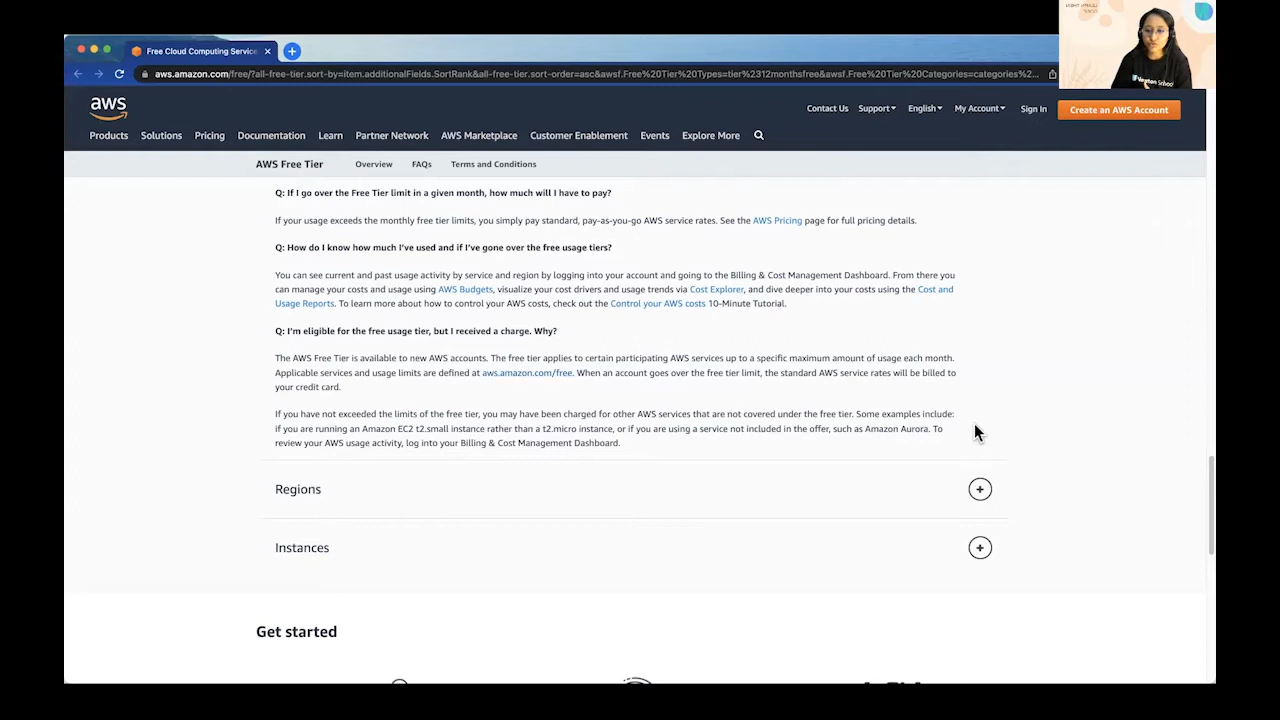 Free Cloud Computing Service
aws.amazon.com/free/?all-free-tier.sort-by=item.additionalFields.SortRank&all-free-tier.sort-order=asc&awsf.Free%20Tier%20Types=tier%2312monthsfree&awsf.Free%20Tier%20Categories=categories%2...
aws
Contact Us Support English My Account Sign In Create an AWS Account
Products Solutions Pricing Documentation Learn Partner Network AWS Marketplace Customer Enablement Events Explore More
AWS Free Tier Overview FAQs Terms and Conditions
Q: If I go over the Free Tier limit in a given month, how much will I have to pay?
If your usage exceeds the monthly free tier limits, you simply pay standard, pay-as-you-go AWS service rates. See the AWS Pricing page for full pricing details.
Q: How do I know how much I've used and if I've gone over the free usage tiers?
You can see current and past usage activity by service and region by logging into your account and going to the Billing & Cost Management Dashboard. From there you
can manage your costs and usage using AWS Budgets, visualize your cost drivers and usage trends via Cost Explorer, and dive deeper into your costs using the Cost and
Usage Reports. To learn more about how to control your AWS costs, check out the Control your AWS costs 10-Minute Tutorial.
Q: I'm eligible for the free usage tier, but I received a charge. Why?
The AWS Free Tier is available to new AWS accounts. The free tier applies to certain participating AWS services up to a specific maximum amount of usage each month.
Applicable services and usage limits are defined at aws.amazon.com/free. When an account goes over the free tier limit, the standard AWS service rates will be billed to
your credit card.
If you have not exceeded the limits of the free tier, you may have been charged for other AWS services that are not covered under the free tier. Some examples include:
if you are running an Amazon EC2 t2.small instance rather than a t2.micro instance, or if you are using a service not included in the offer, such as Amazon Aurora. To
review your AWS usage activity, log into your Billing & Cost Management Dashboard.
Regions
Instances
Get started